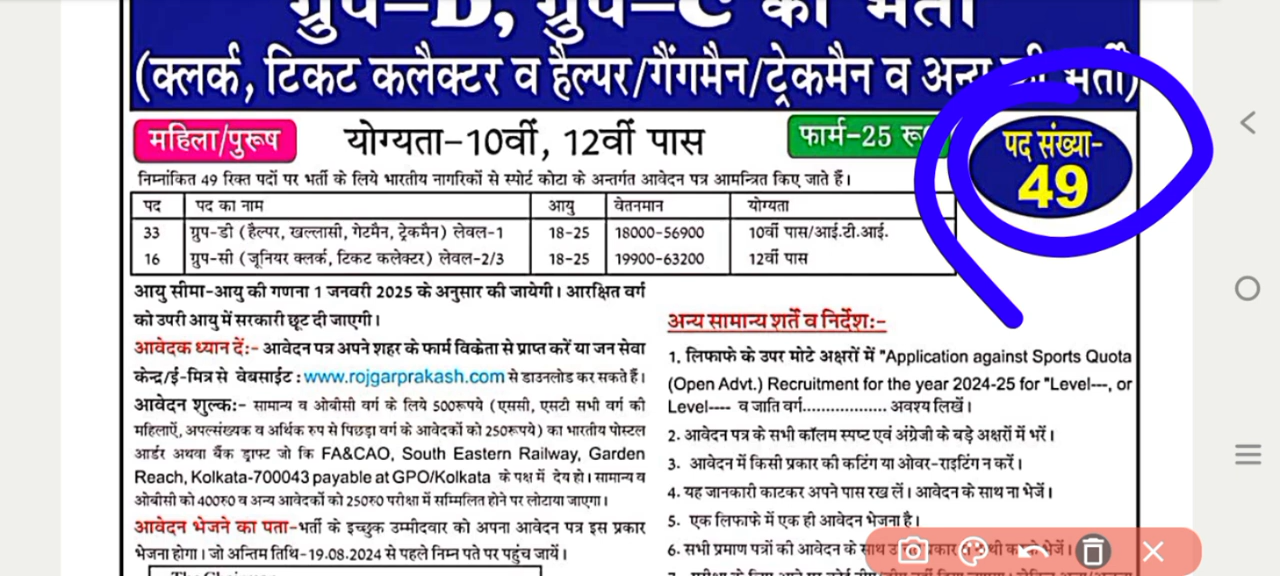 ग्रुप-D, ग्रुप-C की भर्ती
(क्लर्क, टिकट कलैक्टर व हैल्पर/गैंगमैन/ट्रेकमैन व अन्य की भर्ती)
महिला/पुरूष
योग्यता-10वीं, 12वीं पास
फार्म-25
पद संख्या-
49
निम्नांकित 49 रिक्त पदों पर भर्ती के लिये भारतीय नागरिकों से स्पोर्ट कोटा के अन्तर्गत आवेदन पत्र आमन्त्रित किए जाते हैं।
पद पद का नाम आयु वेतनमान योग्यता
33 ग्रुप-डी (हैल्पर, खल्लासी, गेटमैन, ट्रेकमैन) लेवल-1 18-25 18000-56900 10वीं पास/आई.टी.आई.
16 ग्रुप-सी (जूनियर क्लर्क, टिकट कलेक्टर) लेवल-2/3 18-25 19900-63200 12वीं पास
आयु सीमा-आयु की गणना 1 जनवरी 2025 के अनुसार की जायेगी। आरक्षित वर्ग
को उपरी आयु में सरकारी छूट दी जाएगी।
आवेदक ध्यान दें:- आवेदन पत्र अपने शहर के फार्म विक्रेता से प्राप्त करें या जन सेवा
केन्द्र/ई-मित्र से वेबसाईट : www.rojgarprakash.com से डाउनलोड कर सकते हैं।
आवेदन शुल्क:- सामान्य व ओबीसी वर्ग के लिये 500रूपये (एससी, एसटी सभी वर्ग की
महिलाऐं, अपल्संख्यक व अर्थिक रुप से पिछड़ा वर्ग के आवेदकों को 250रूपये) का भारतीय पोस्टल
आर्डर अथवा बैंक ड्राफ्ट जो कि FA&CAO, South Eastern Railway, Garden
Reach, Kolkata-700043 payable at GPO/Kolkata के पक्ष में देय हो। सामान्य व
ओबीसी को 400रु0 व अन्य आवेदकों को 250रु0 परीक्षा में सम्मिलित होने पर लोटाया जाएगा।
आवेदन भेजने का पता-भर्ती के इच्छुक उम्मीदवार को अपना आवेदन पत्र इस प्रकार
भेजना होगा। जो अन्तिम तिथि-19.08.2024 से पहले निम्न पते पर पहुंच जायें।
The Chairman
अन्य सामान्य शर्तें व निर्देश:-
1. लिफाफे के उपर मोटे अक्षरों में "Application against Sports Quota
(Open Advt.) Recruitment for the year 2024-25 for "Level---, or
Level---- व जाति वर्ग.................. अवश्य लिखें।
2. आवेदन पत्र के सभी कॉलम स्पष्ट एवं अंग्रेजी के बड़े अक्षरों में भरें।
3. आवेदन में किसी प्रकार की कटिंग या ओवर-राइटिंग न करें।
4. यह जानकारी काटकर अपने पास रख लें। आवेदन के साथ ना भेजें।
5. एक लिफाफे में एक ही आवेदन भेजना है।
6. सभी प्रमाण पत्रों की आवेदन के साथ